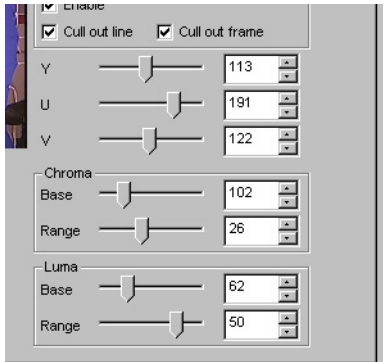 Enable
Cull out line Cull out frame
Y 113
U 191
V 122
Chroma
Base 102
Range 26
Luma
Base 62
Range 50